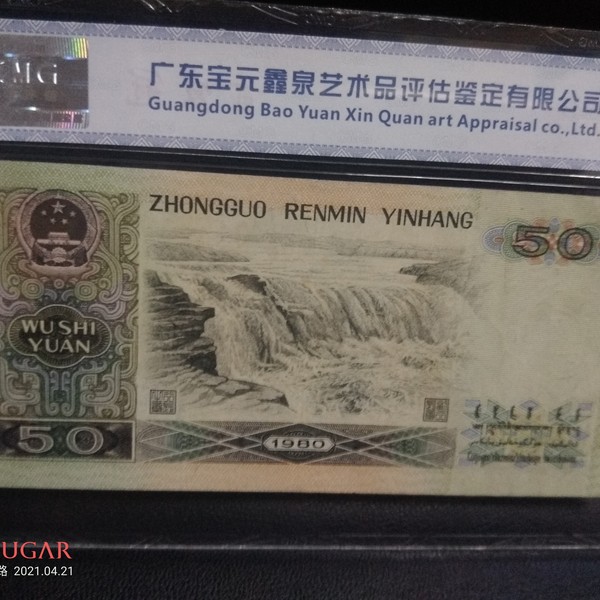 MG
广东宝元鑫泉艺术品评估鉴定有限公司
Guangdong Bao Yuan Xin Quan art Appraisal co.,Ltd.
ZHONGGUO RENMIN YINHANG
50
WU SHI
YUAN
50
1980
UGAR
路 2021.04.21